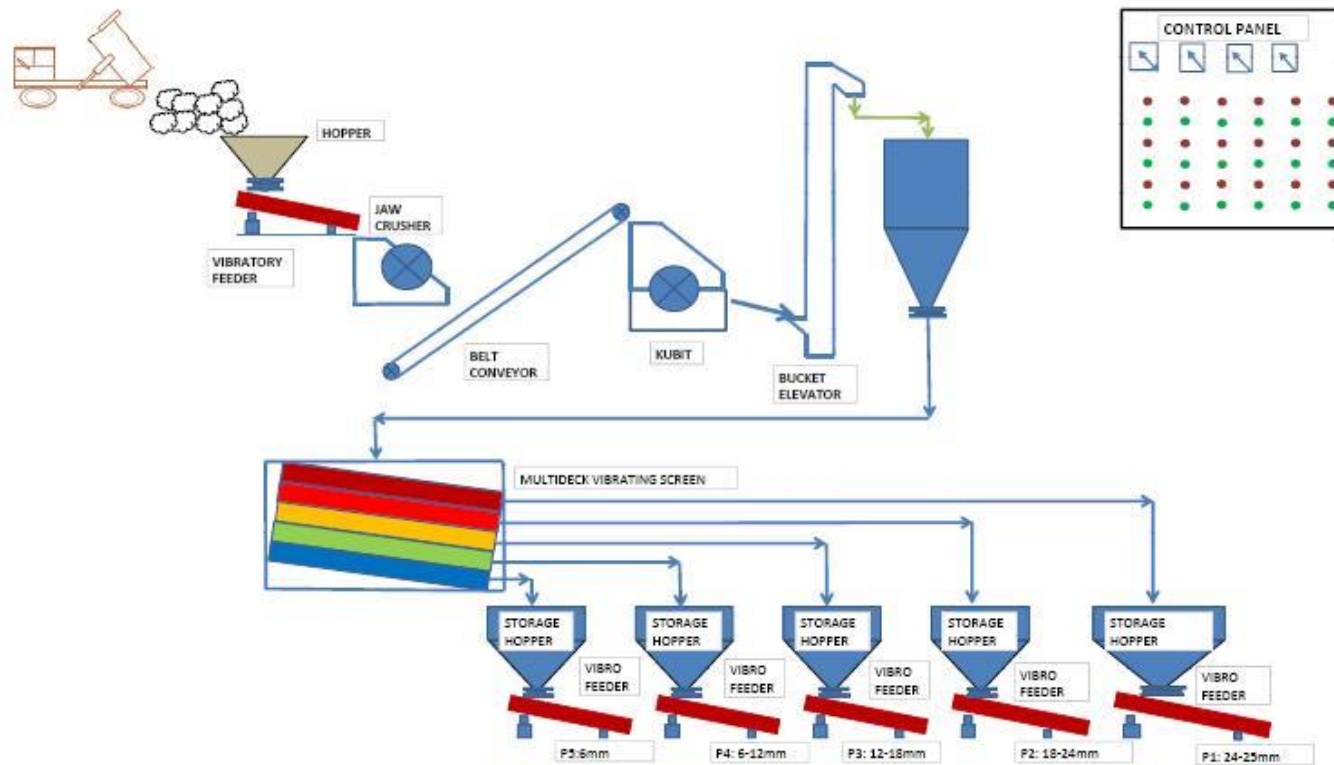 CONTROL PANEL
HOPPER
JAW
CRUSHER
VIBRATORY
FEEDER
BELT
CONVEYOR
KUBIT
BUCKET
ELEVATOR
MULTIDECK VIBRATING SCREEN
STORAGE
HOPPER
VIBRO
FEEDER
P5:6mm
STORAGE
HOPPER
VIBRO
FEEDER
P4: 6-12mm
STORAGE
HOPPER
VIBRO
FEEDER
P3: 12-18mm
STORAGE
HOPPER
VIBRO
FEEDER
P2: 18-24mm
STORAGE
HOPPER
VIBRO
FEEDER
P1: 24-25mm